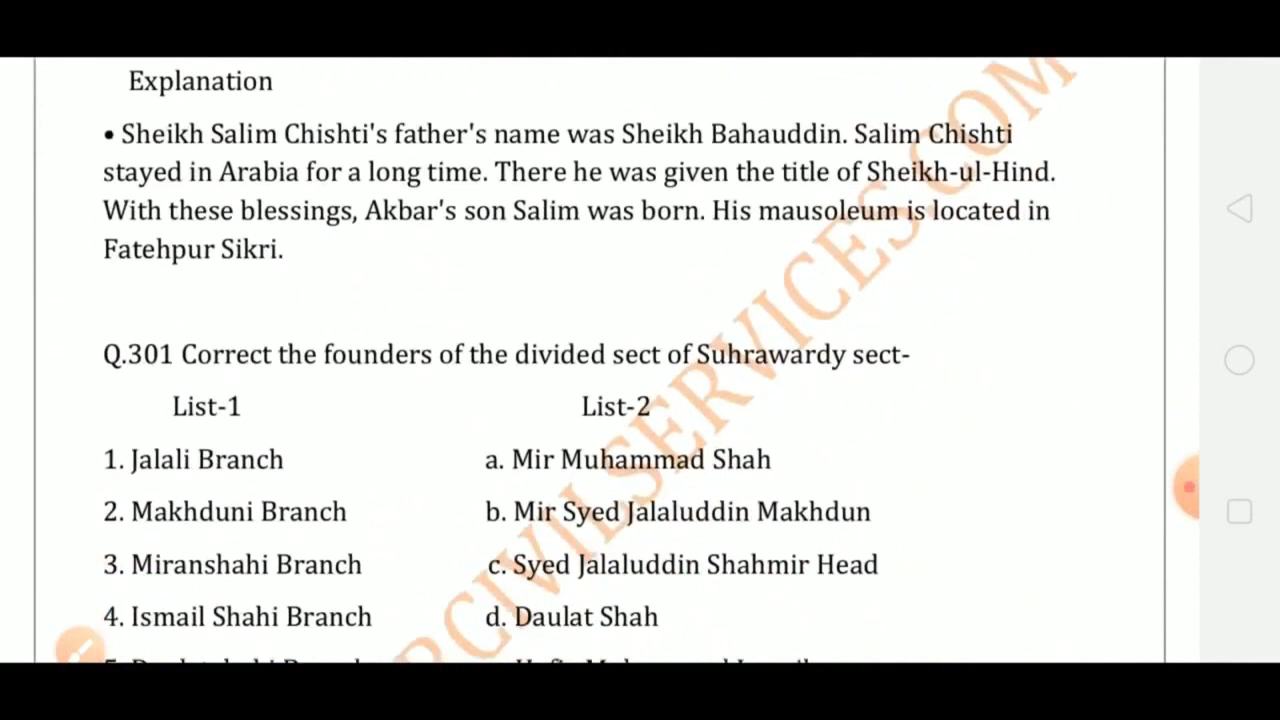 Explanation
• Sheikh Salim Chishti's father's name was Sheikh Bahauddin. Salim Chishti
stayed in Arabia for a long time. There he was given the title of Sheikh-ul-Hind.
With these blessings, Akbar's son Salim was born. His mausoleum is located in
Fatehpur Sikri.
Q.301 Correct the founders of the divided sect of Suhrawardy sect-
List-1 List-2
1. Jalali Branch a. Mir Muhammad Shah
2. Makhduni Branch b. Mir Syed Jalaluddin Makhdun
3. Miranshahi Branch c. Syed Jalaluddin Shahmir Head
4. Ismail Shahi Branch d. Daulat Shah
RCIVILSERVICES.COM